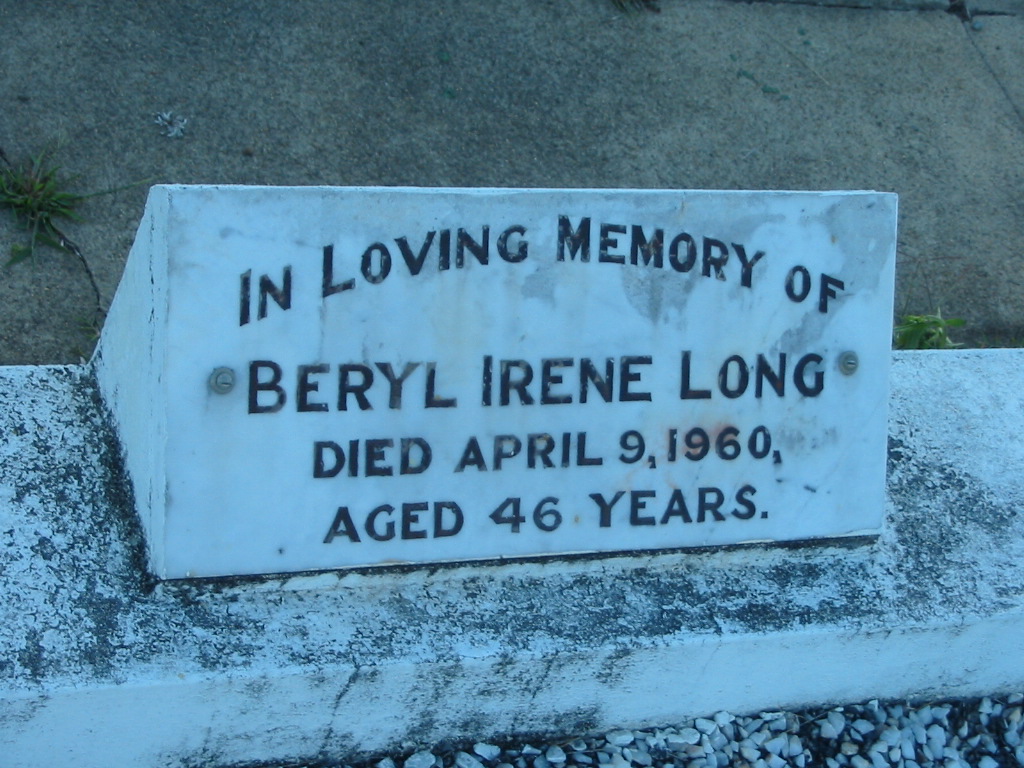 IN LOVING MEMORY OF
BERYL IRENE LONG
DIED APRIL 9, 1960,
AGED 46 YEARS.